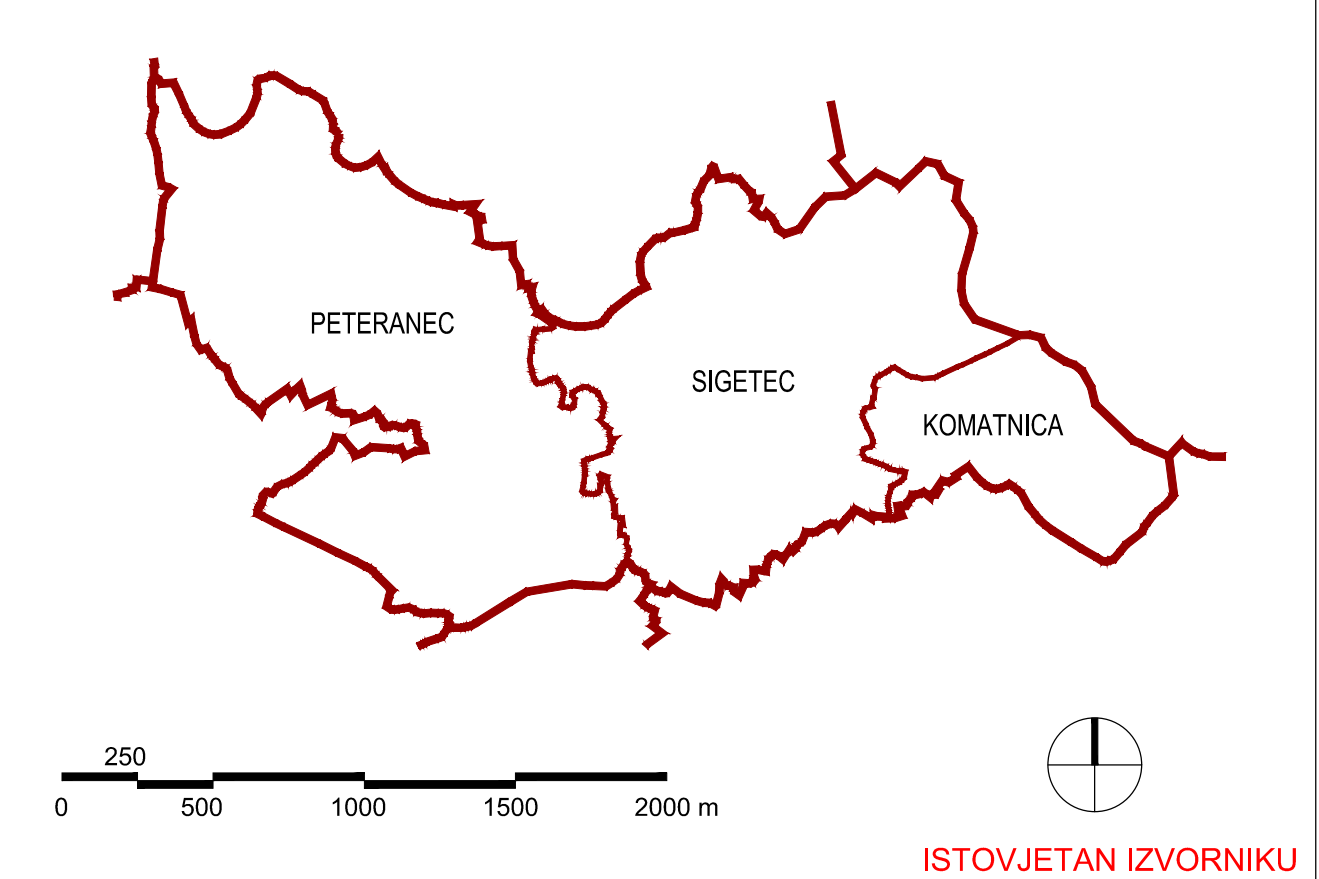 PETERANEC
SIGETEC
KOMATNICA
250
0 500 1000 1500 2000 m
ISTOVJETAN IZVORNIKU